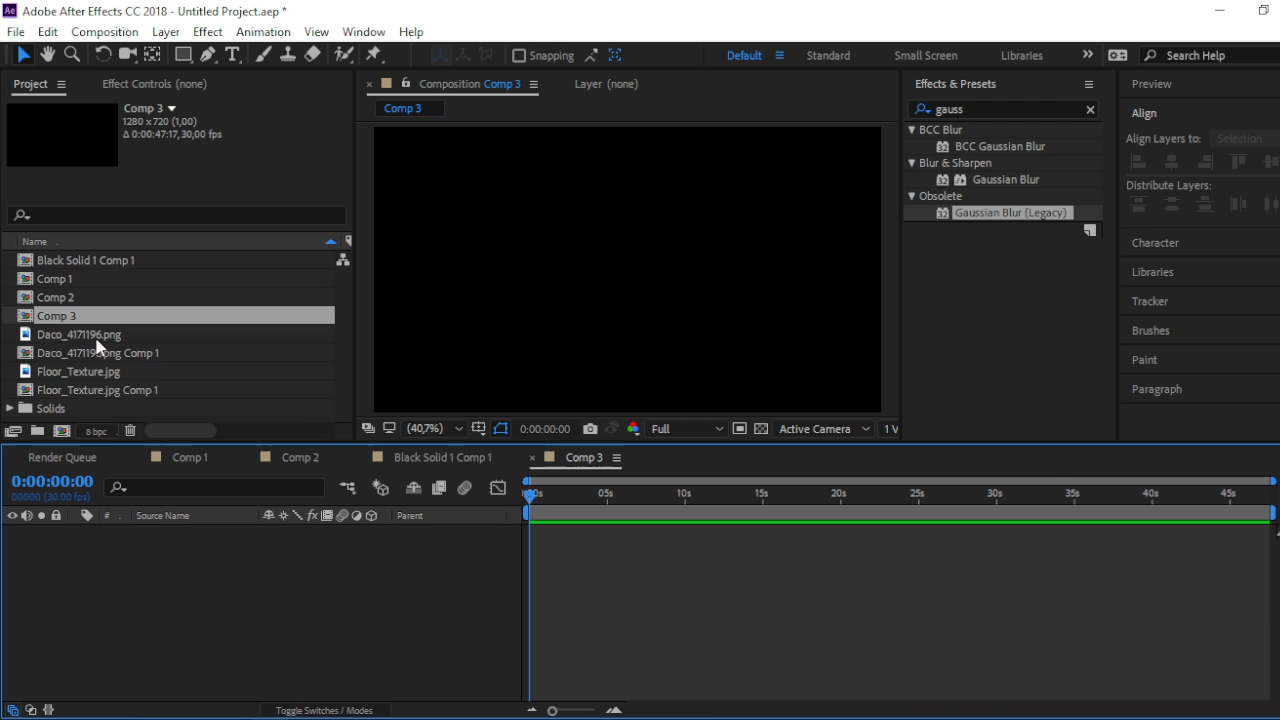 Ae Adobe After Effects CC 2018 - Untitled Project.aep *
File Edit Composition Layer Effect Animation View Window Help
Snapping Default Standard Small Screen Libraries Search Help
Project Effect Controls (none)
Comp 3
1280 x 720 (1,00)
Δ 0:00:47:17, 30,00 fps
Name
Black Solid 1 Comp 1
Comp 1
Comp 2
Comp 3
Daco_4171196.png
Daco_4171196.png Comp 1
Floor_Texture.jpg
Floor_Texture.jpg Comp 1
Solids
8 bpc
Composition Comp 3 Layer (none)
Comp 3
(40,7%) 0:00:00:00 Full Active Camera 1 V
Effects & Presets
gauss
BCC Blur
BCC Gaussian Blur
Blur & Sharpen
Gaussian Blur
Obsolete
Gaussian Blur (Legacy)
Preview
Align
Align Layers to: Selection
Distribute Layers:
Character
Libraries
Tracker
Brushes
Paint
Paragraph
Render Queue Comp 1 Comp 2 Black Solid 1 Comp 1 Comp 3
0:00:00:00
00000 (30.00 fps)
05s 10s 15s 20s 25s 30s 35s 40s 45s
# Source Name Parent
Toggle Switches / Modes